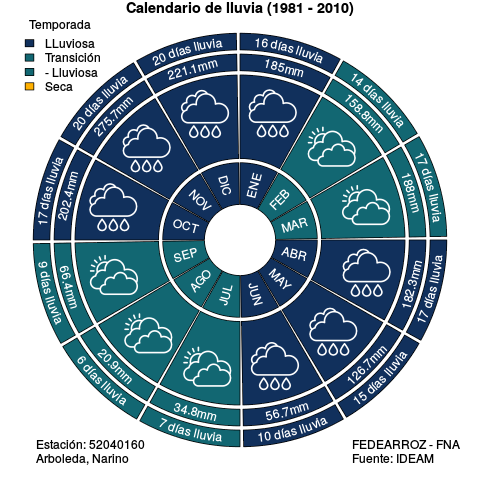 Calendario de lluvia (1981 - 2010)
Temporada
LLuviosa
Transición
- Lluviosa
Seca
16 días lluvia
185mm
ENE
14 días lluvia
158.8mm
FEB
17 días lluvia
188mm
MAR
17 días lluvia
182.3mm
ABR
15 días lluvia
126.7mm
MAY
10 días lluvia
56.7mm
JUN
7 días lluvia
34.8mm
JUL
6 días lluvia
20.9mm
AGO
9 días lluvia
66.4mm
SEP
17 días lluvia
202.4mm
OCT
20 días lluvia
275.7mm
NOV
20 días lluvia
221.1mm
DIC
Estación: 52040160
Arboleda, Narino
FEDEARROZ - FNA
Fuente: IDEAM